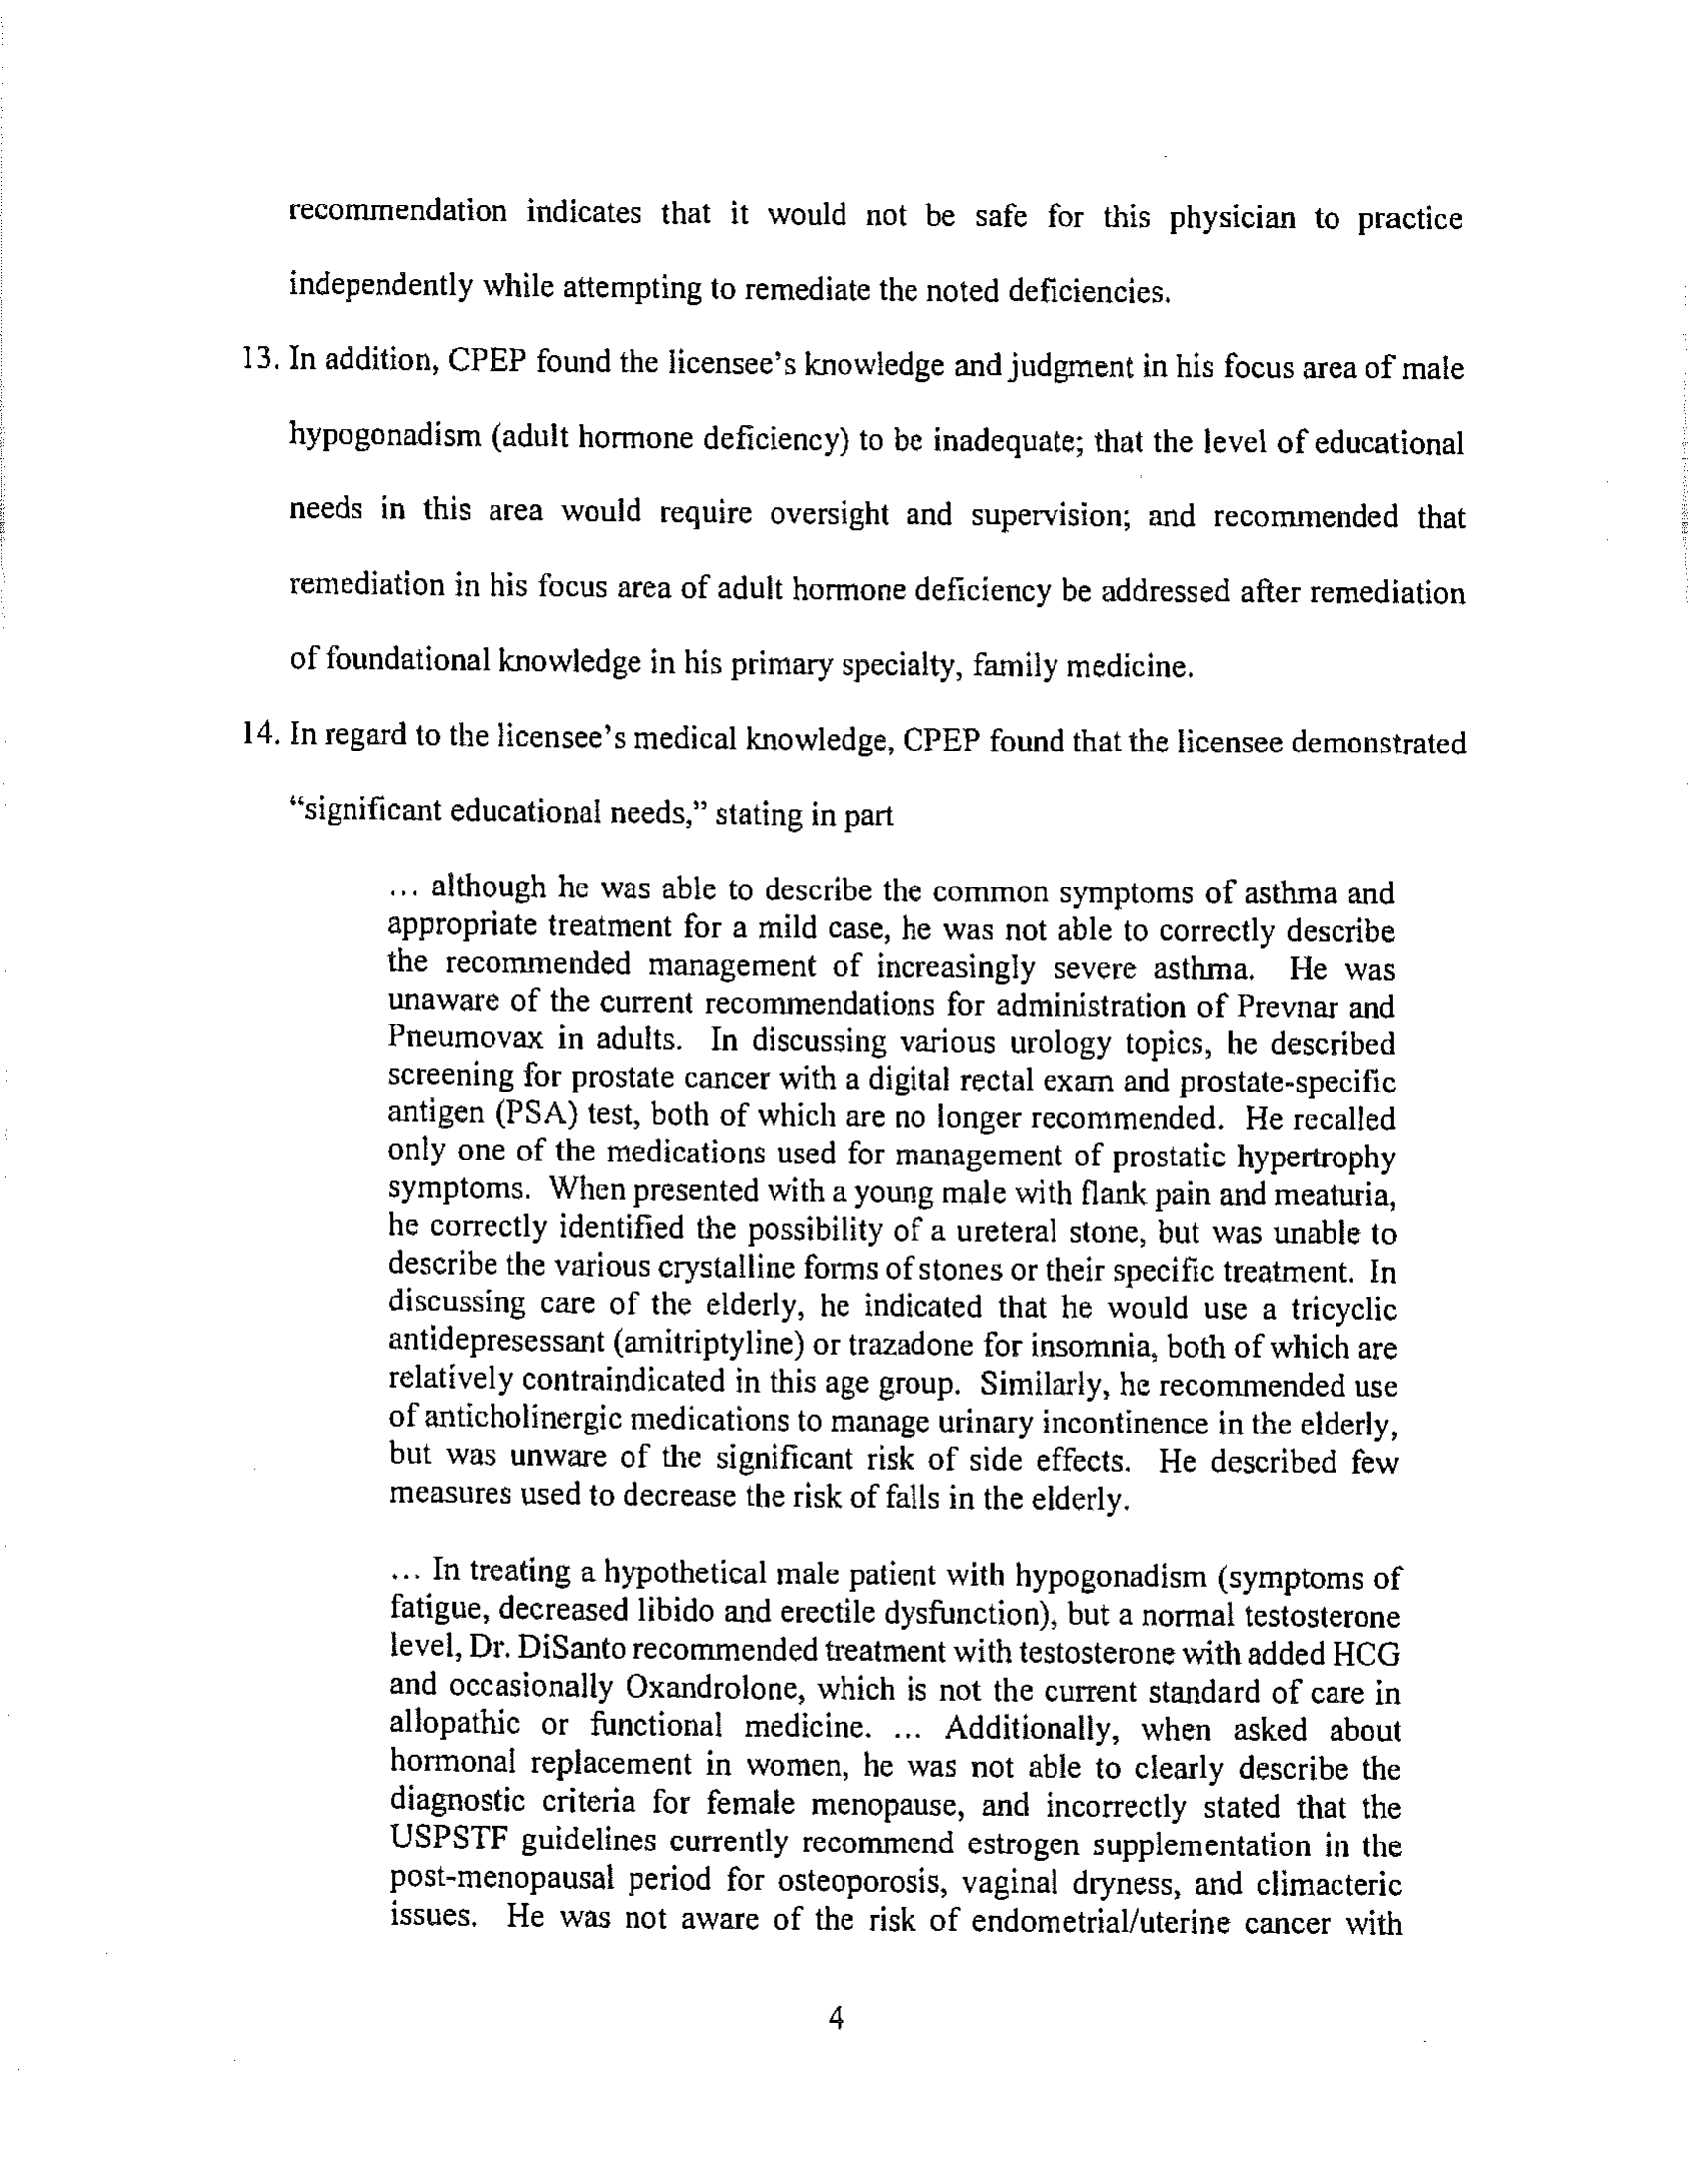 recommendation indicates that it would not be safe for this physician to practice
independently while attempting to remediate the noted deficiencies.
13. In addition, CPEP found the licensee's knowledge and judgment in his focus area of male
hypogonadism (adult hormone deficiency) to be inadequate; that the level of educational
needs in this area would require oversight and supervision; and recommended that
remediation in his focus area of adult hormone deficiency be addressed after remediation
of foundational knowledge in his primary specialty, family medicine.
14. In regard to the licensee's medical knowledge, CPEP found that the licensee demonstrated
“significant educational needs,” stating in part
... although he was able to describe the common symptoms of asthma and
appropriate treatment for a mild case, he was not able to correctly describe
the recommended management of increasingly severe asthma. He was
unaware of the current recommendations for administration of Prevnar and
Pneumovax in adults. In discussing various urology topics, he described
screening for prostate cancer with a digital rectal exam and prostate-specific
antigen (PSA) test, both of which are no longer recommended. He recalled
only one of the medications used for management of prostatic hypertrophy
symptoms. When presented with a young male with flank pain and meaturia,
he correctly identified the possibility of a ureteral stone, but was unable to
describe the various crystalline forms of stones or their specific treatment. In
discussing care of the elderly, he indicated that he would use a tricyclic
antidepresessant (amitriptyline) or trazadone for insomnia, both of which are
relatively contraindicated in this age group. Similarly, he recommended use
of anticholinergic medications to manage urinary incontinence in the elderly,
but was unware of the significant risk of side effects. He described few
measures used to decrease the risk of falls in the elderly.
... In treating a hypothetical male patient with hypogonadism (symptoms of
fatigue, decreased libido and erectile dysfunction), but a normal testosterone
level, Dr. DiSanto recommended treatment with testosterone with added HCG
and occasionally Oxandrolone, which is not the current standard of care in
allopathic or functional medicine. ... Additionally, when asked about
hormonal replacement in women, he was not able to clearly describe the
diagnostic criteria for female menopause, and incorrectly stated that the
USPSTF guidelines currently recommend estrogen supplementation in the
post-menopausal period for osteoporosis, vaginal dryness, and climacteric
issues. He was not aware of the risk of endometrial/uterine cancer with
4